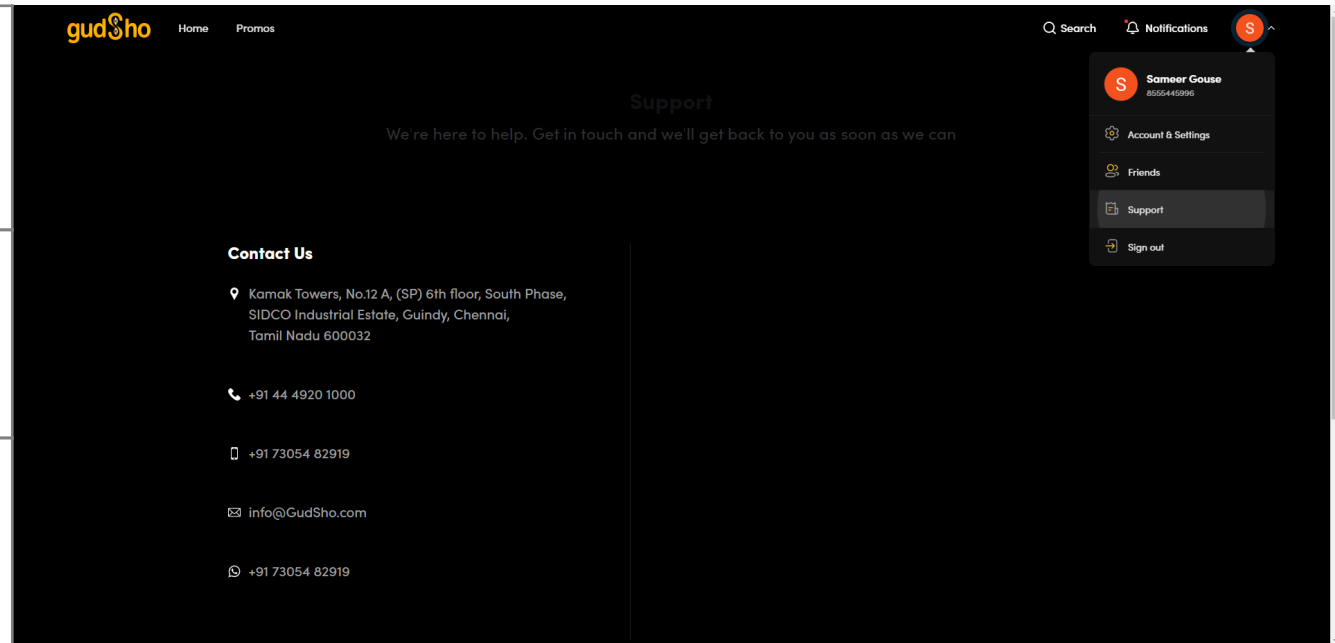 gudSho
Home
Promos
Search
Notifications
S
S
Sameer Gouse
8555445996
Account & Settings
Friends
Support
Sign out
Support
We're here to help. Get in touch and we'll get back to you as soon as we can
Contact Us
Kamak Towers, No.12 A, (SP) 6th floor, South Phase,
SIDCO Industrial Estate, Guindy, Chennai,
Tamil Nadu 600032
+91 44 4920 1000
+91 73054 82919
info@GudSho.com
+91 73054 82919